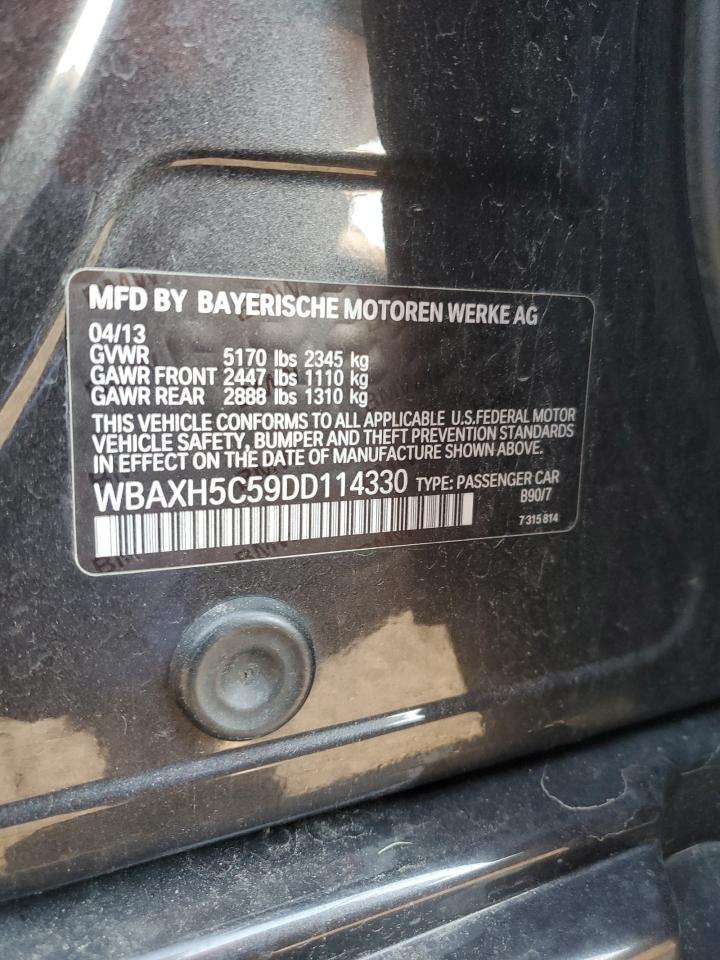 MFD BY BAYERISCHE MOTOREN WERKE AG
04/13
GVWR 5170 lbs 2345 kg
GAWR FRONT 2447 lbs 1110 kg
GAWR REAR 2888 lbs 1310 kg
THIS VEHICLE CONFORMS TO ALL APPLICABLE U.S.FEDERAL MOTOR
VEHICLE SAFETY, BUMPER AND THEFT PREVENTION STANDARDS
IN EFFECT ON THE DATE OF MANUFACTURE SHOWN ABOVE.
WBAXH5C59DD114330 TYPE: PASSENGER CAR
B90/7
7 315 814